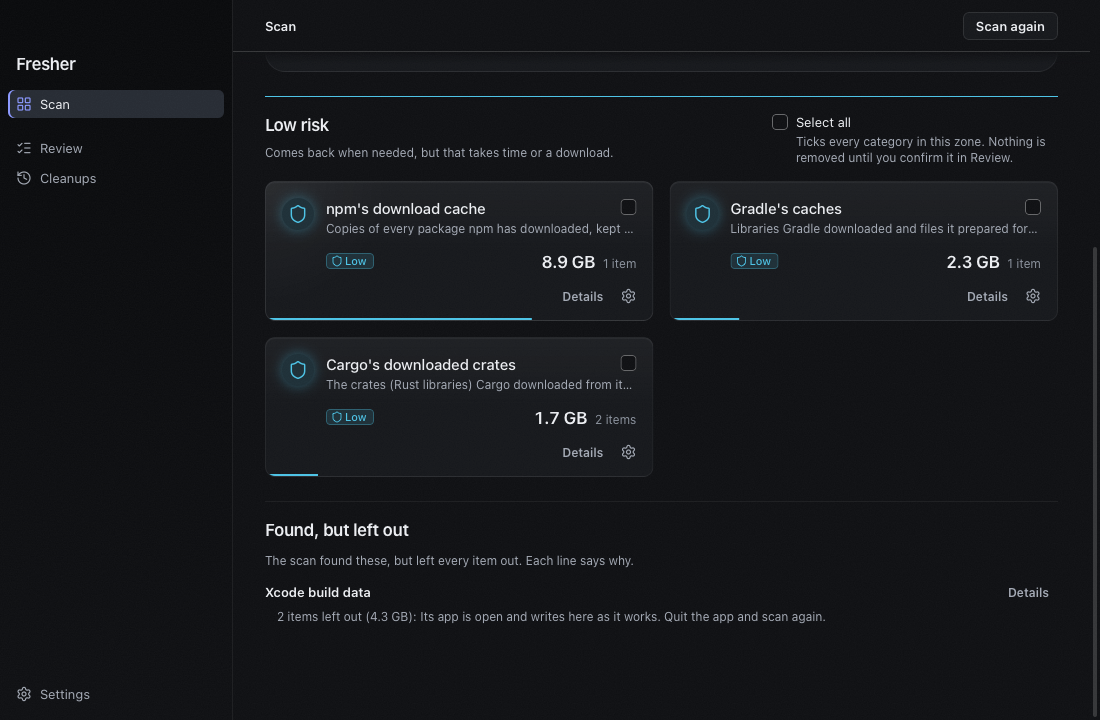 Fresher
Scan
Review
Cleanups
Settings
Scan
Scan again
Low risk
Comes back when needed, but that takes time or a download.
Select all
Ticks every category in this zone. Nothing is
removed until you confirm it in Review.
npm's download cache
Copies of every package npm has downloaded, kept ...
Low
8.9 GB 1 item
Details
Gradle's caches
Libraries Gradle downloaded and files it prepared for...
Low
2.3 GB 1 item
Details
Cargo's downloaded crates
The crates (Rust libraries) Cargo downloaded from it...
Low
1.7 GB 2 items
Details
Found, but left out
The scan found these, but left every item out. Each line says why.
Xcode build data
Details
2 items left out (4.3 GB): Its app is open and writes here as it works. Quit the app and scan again.